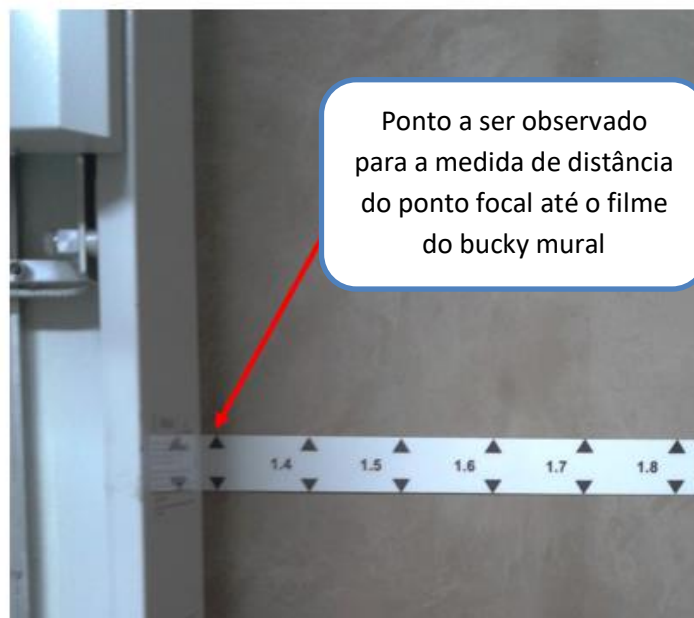 Ponto a ser observado
para a medida de distância
do ponto focal até o filme
do bucky mural
1.4 1.5 1.6 1.7 1.8